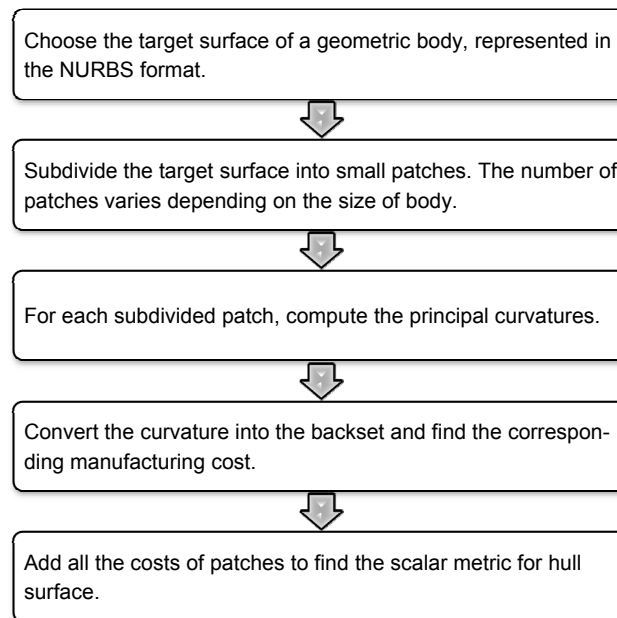 Choose the target surface of a geometric body, represented in
the NURBS format.
Subdivide the target surface into small patches. The number of
patches varies depending on the size of body.
For each subdivided patch, compute the principal curvatures.
Convert the curvature into the backset and find the correspon-
ding manufacturing cost.
Add all the costs of patches to find the scalar metric for hull
surface.